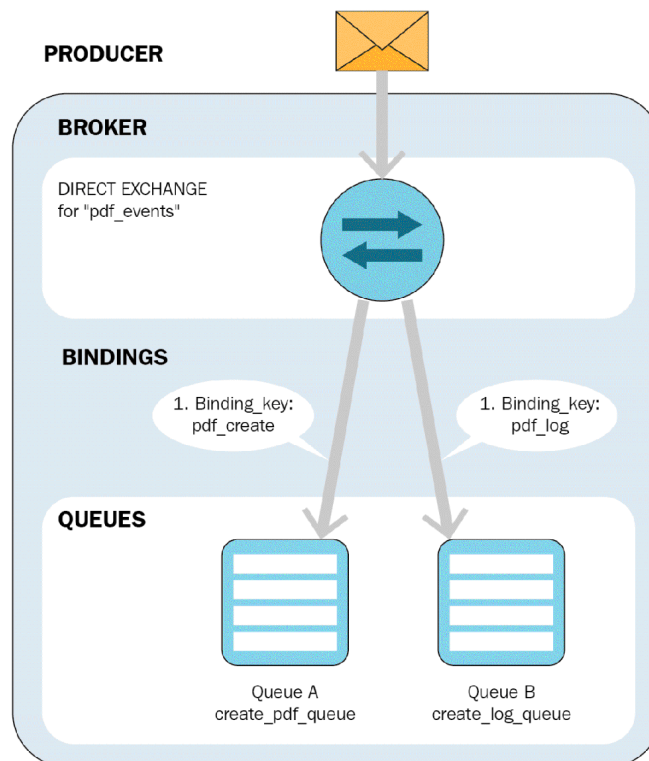 PRODUCER
BROKER
DIRECT EXCHANGE
for "pdf_events"
BINDINGS
1. Binding_key:
pdf_create
1. Binding_key:
pdf_log
QUEUES
Queue A
create_pdf_queue
Queue B
create_log_queue